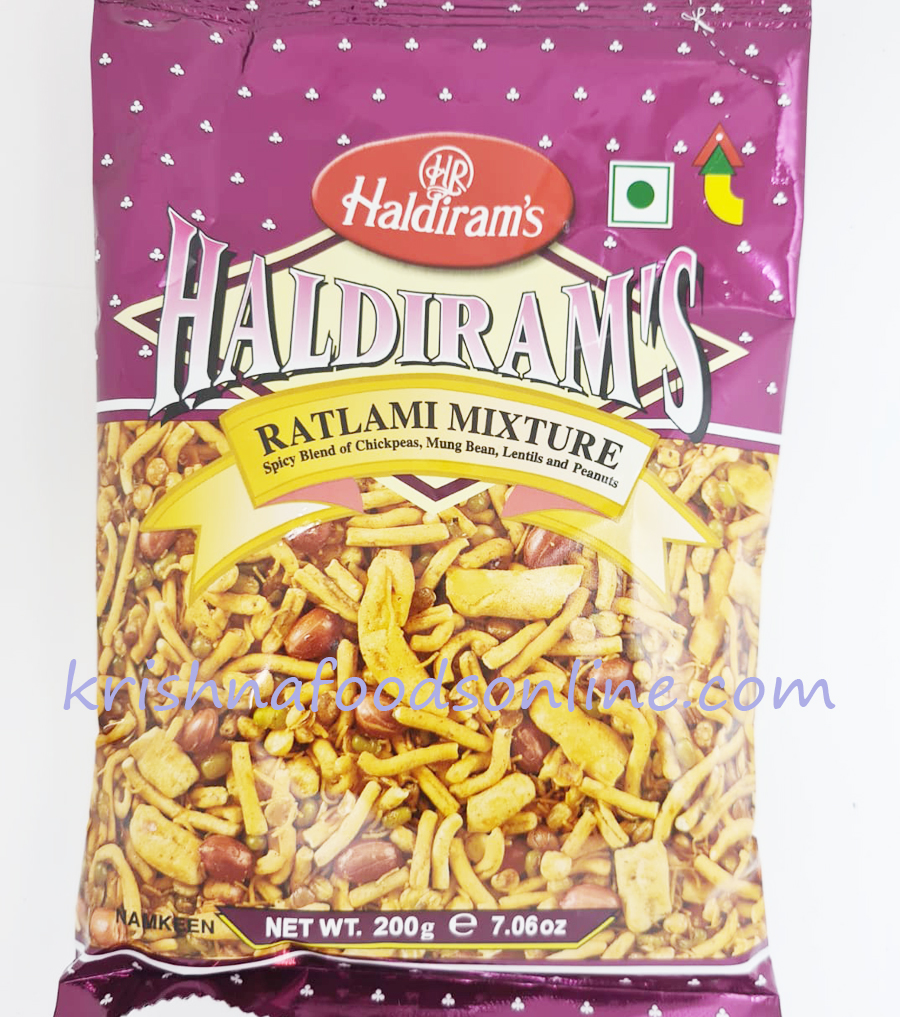 HR
Haldiram's
HALDIRAM'S
RATLAMI MIXTURE
Spicy Blend of Chickpeas, Mung Bean, Lentils and Peanuts
krishnafoodsonline.com
NAMKEEN
NET WT. 200g ℮ 7.06oz